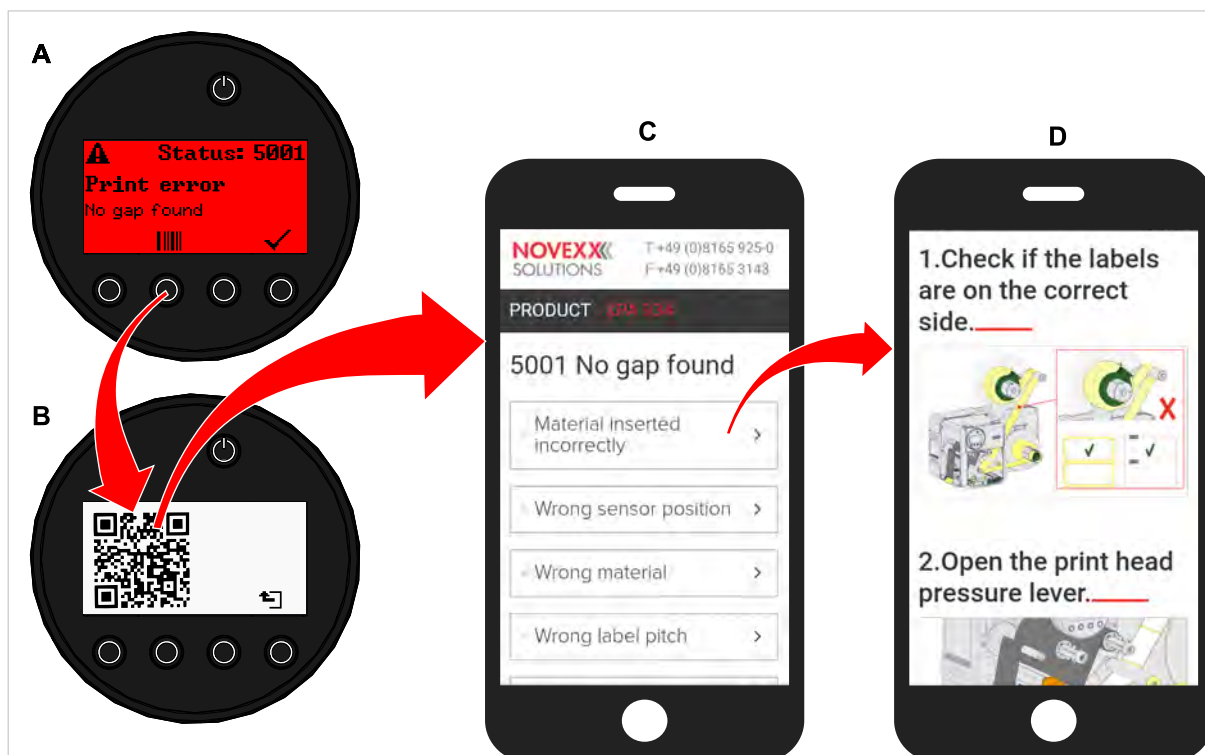 A
Status: 5001
Print error
No gap found
B
C
NOVEXX
SOLUTIONS
T +49 (0)8165 925-0
F +49 (0)8165 3143
PRODUCT
5001 No gap found
Material inserted
incorrectly
Wrong sensor position
Wrong material
Wrong label pitch
D
1.Check if the labels
are on the correct
side.
X
2.Open the print head
pressure lever.